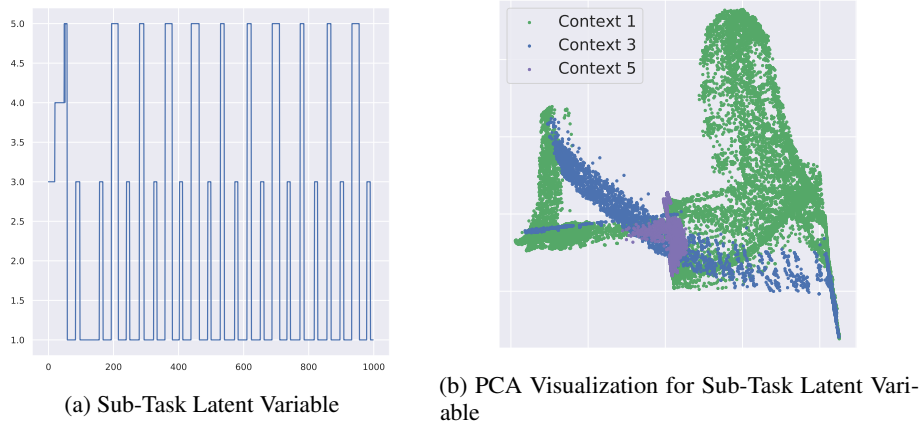 5.0
4.5
4.0
3.5
3.0
2.5
2.0
1.5
1.0
0 200 400 600 800 1000
(a) Sub-Task Latent Variable
Context 1
Context 3
Context 5
(b) PCA Visualization for Sub-Task Latent Vari-
able